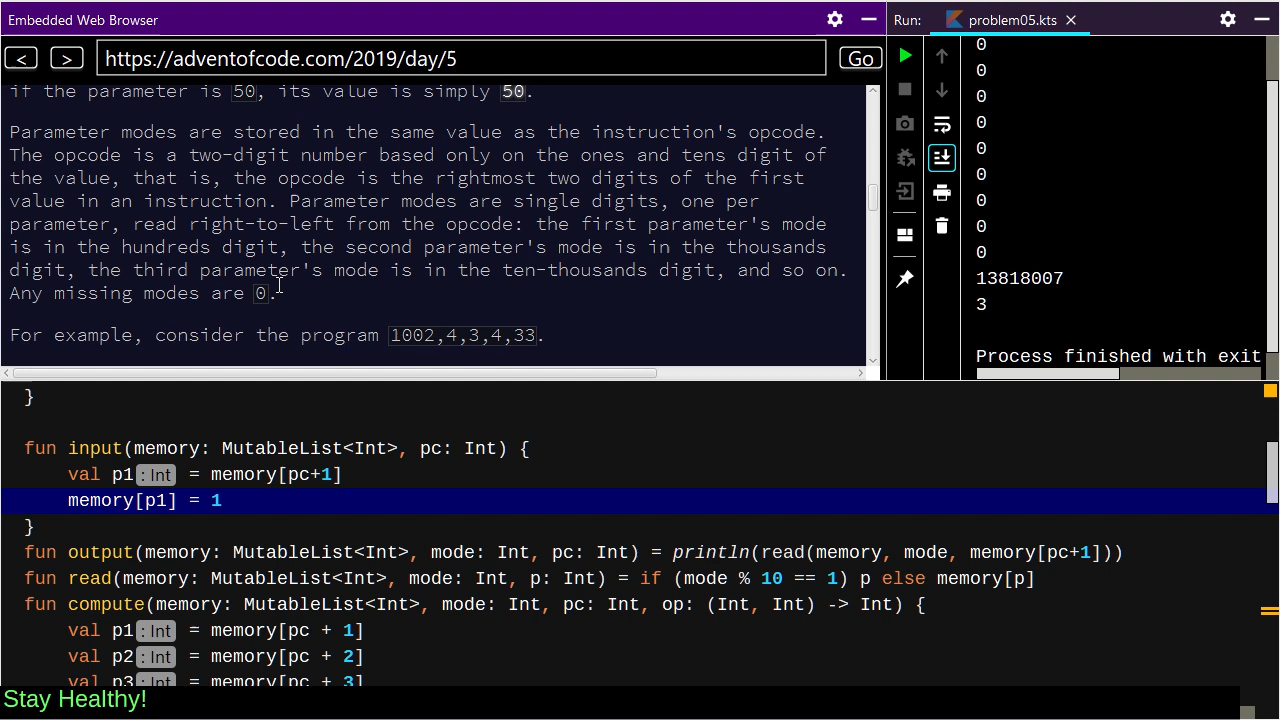 Embedded Web Browser
< > https://adventofcode.com/2019/day/5 Go
if the parameter is 50, its value is simply 50.
Parameter modes are stored in the same value as the instruction's opcode.
The opcode is a two-digit number based only on the ones and tens digit of
the value, that is, the opcode is the rightmost two digits of the first
value in an instruction. Parameter modes are single digits, one per
parameter, read right-to-left from the opcode: the first parameter's mode
is in the hundreds digit, the second parameter's mode is in the thousands
digit, the third parameter's mode is in the ten-thousands digit, and so on.
Any missing modes are 0.
For example, consider the program 1002,4,3,4,33.
Run: problem05.kts
0
0
0
0
0
0
0
0
0
13818007
3
Process finished with exit
}
fun input(memory: MutableList<Int>, pc: Int) {
val p1 : Int = memory[pc+1]
memory[p1] = 1
}
fun output(memory: MutableList<Int>, mode: Int, pc: Int) = println(read(memory, mode, memory[pc+1]))
fun read(memory: MutableList<Int>, mode: Int, p: Int) = if (mode % 10 == 1) p else memory[p]
fun compute(memory: MutableList<Int>, mode: Int, pc: Int, op: (Int, Int) -> Int) {
val p1 : Int = memory[pc + 1]
val p2 : Int = memory[pc + 2]
val p3 : Int = memory[pc + 3]
Stay Healthy!